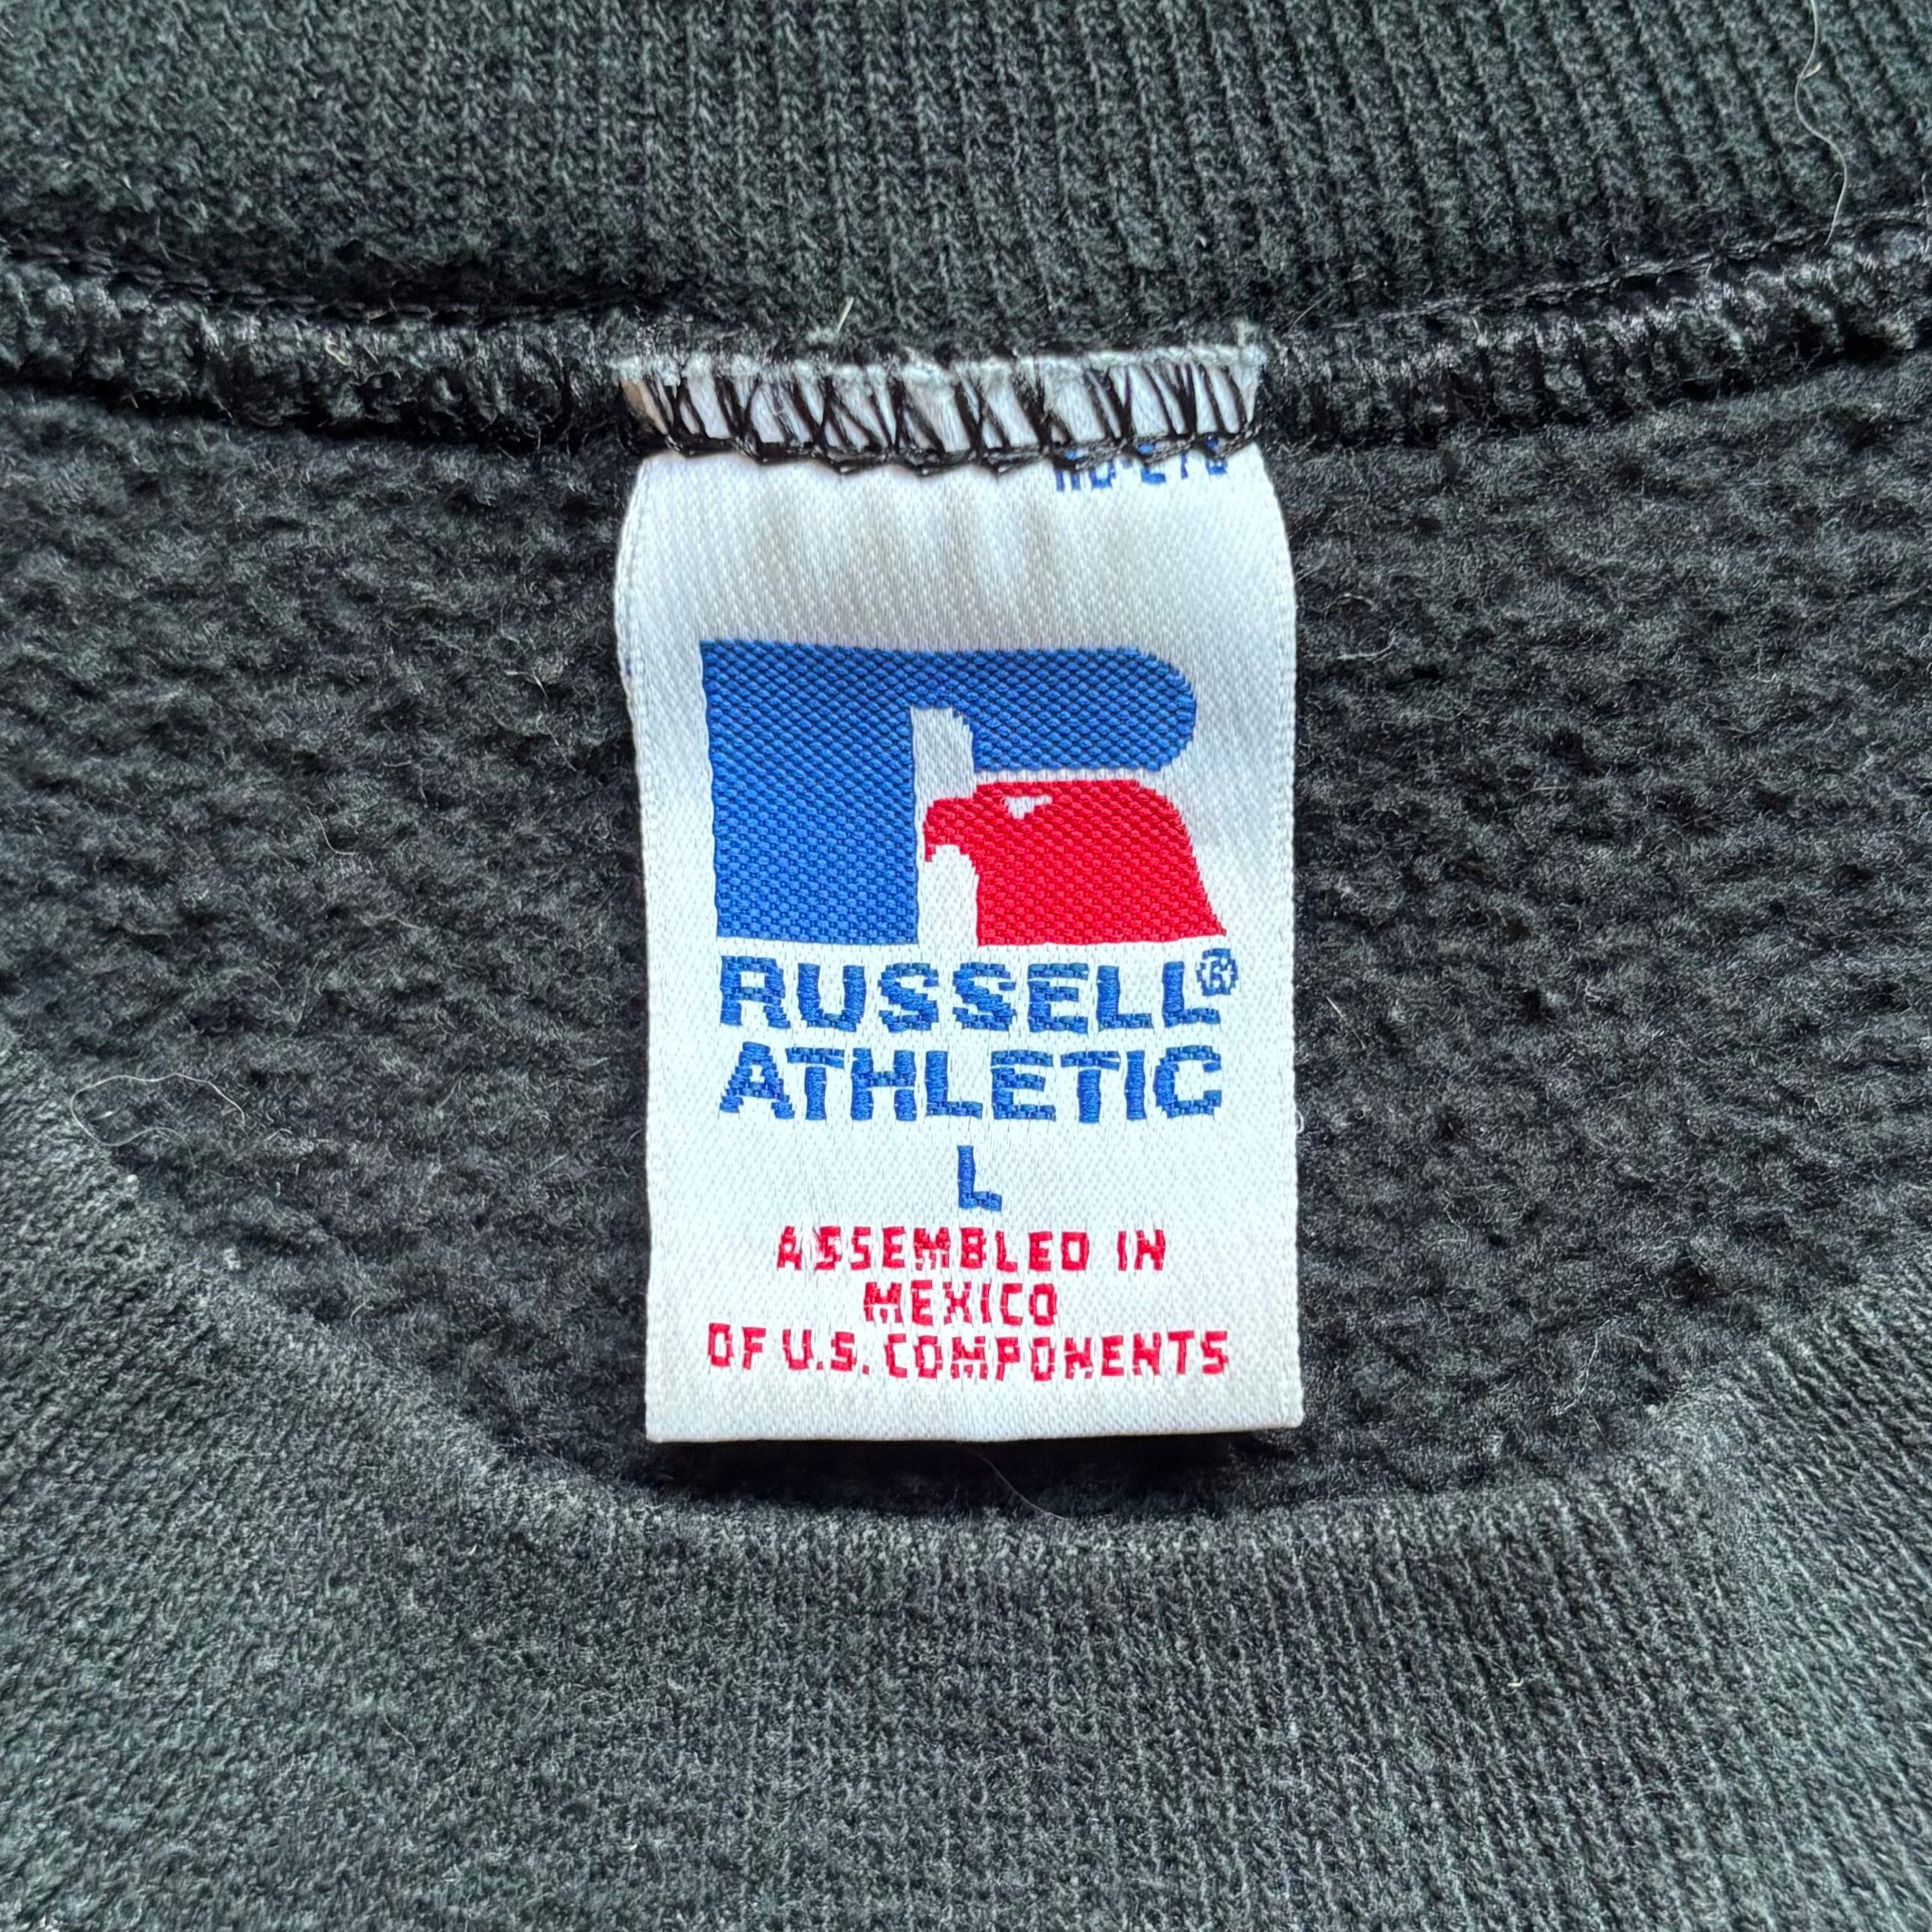 RUSSELL®
ATHLETIC
L
ASSEMBLED IN
MEXICO
OF U.S. COMPONENTS